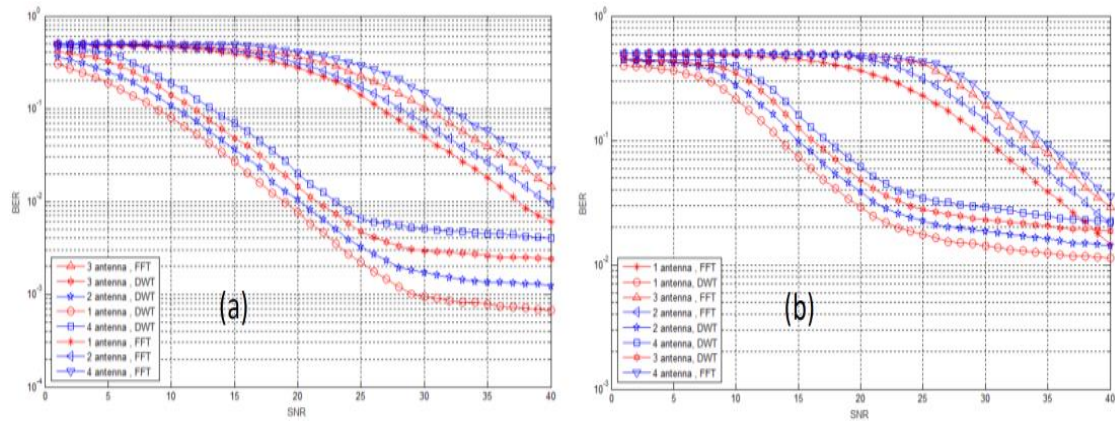 10^0
10^-1
10^-2
10^-3
10^-4
BER
0 5 10 15 20 25 30 35 40
SNR
(a)
3 antenna , FFT
3 antenna , DWT
2 antenna , DWT
1 antenna , DWT
4 antenna , DWT
1 antenna , FFT
2 antenna , FFT
4 antenna , FFT
10^0
10^-1
10^-2
10^-3
BER
0 5 10 15 20 25 30 35 40
SNR
(b)
1 antenna , FFT
1 antenna, DWT
3 antenna, FFT
2 antenna, FFT
2 antenna, DWT
4 antenna, DWT
3 antenna, DWT
4 antenna, FFT